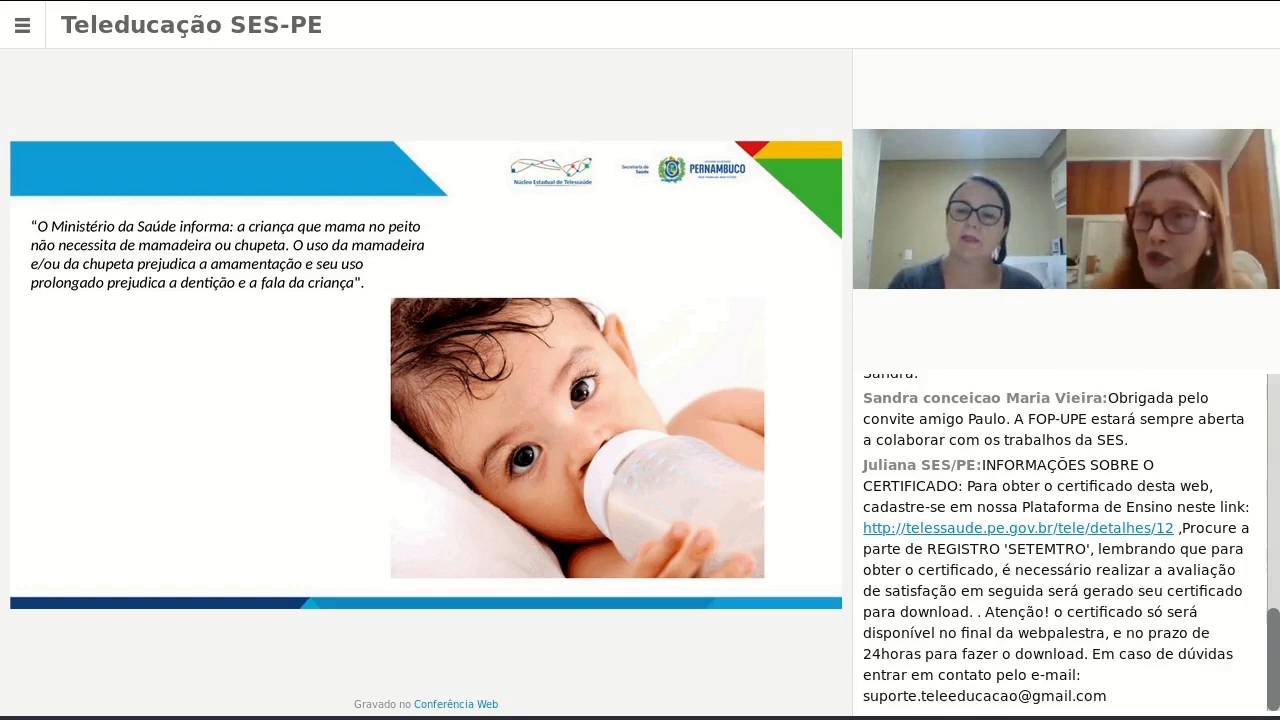 Teleducação SES-PE
Núcleo Estadual de Telessaúde
Secretaria de
Saúde
PERNAMBUCO
"O Ministério da Saúde informa: a criança que mama no peito
não necessita de mamadeira ou chupeta. O uso da mamadeira
e/ou da chupeta prejudica a amamentação e seu uso
prolongado prejudica a dentição e a fala da criança".
Gravado no Conferência Web
Sandra.
Sandra conceicao Maria Vieira:Obrigada pelo
convite amigo Paulo. A FOP-UPE estará sempre aberta
a colaborar com os trabalhos da SES.
Juliana SES/PE:INFORMAÇÕES SOBRE O
CERTIFICADO: Para obter o certificado desta web,
cadastre-se em nossa Plataforma de Ensino neste link:
http://telessaude.pe.gov.br/tele/detalhes/12 ,Procure a
parte de REGISTRO 'SETEMTRO', lembrando que para
obter o certificado, é necessário realizar a avaliação
de satisfação em seguida será gerado seu certificado
para download. . Atenção! o certificado só será
disponível no final da webpalestra, e no prazo de
24horas para fazer o download. Em caso de dúvidas
entrar em contato pelo e-mail:
suporte.teleeducacao@gmail.com